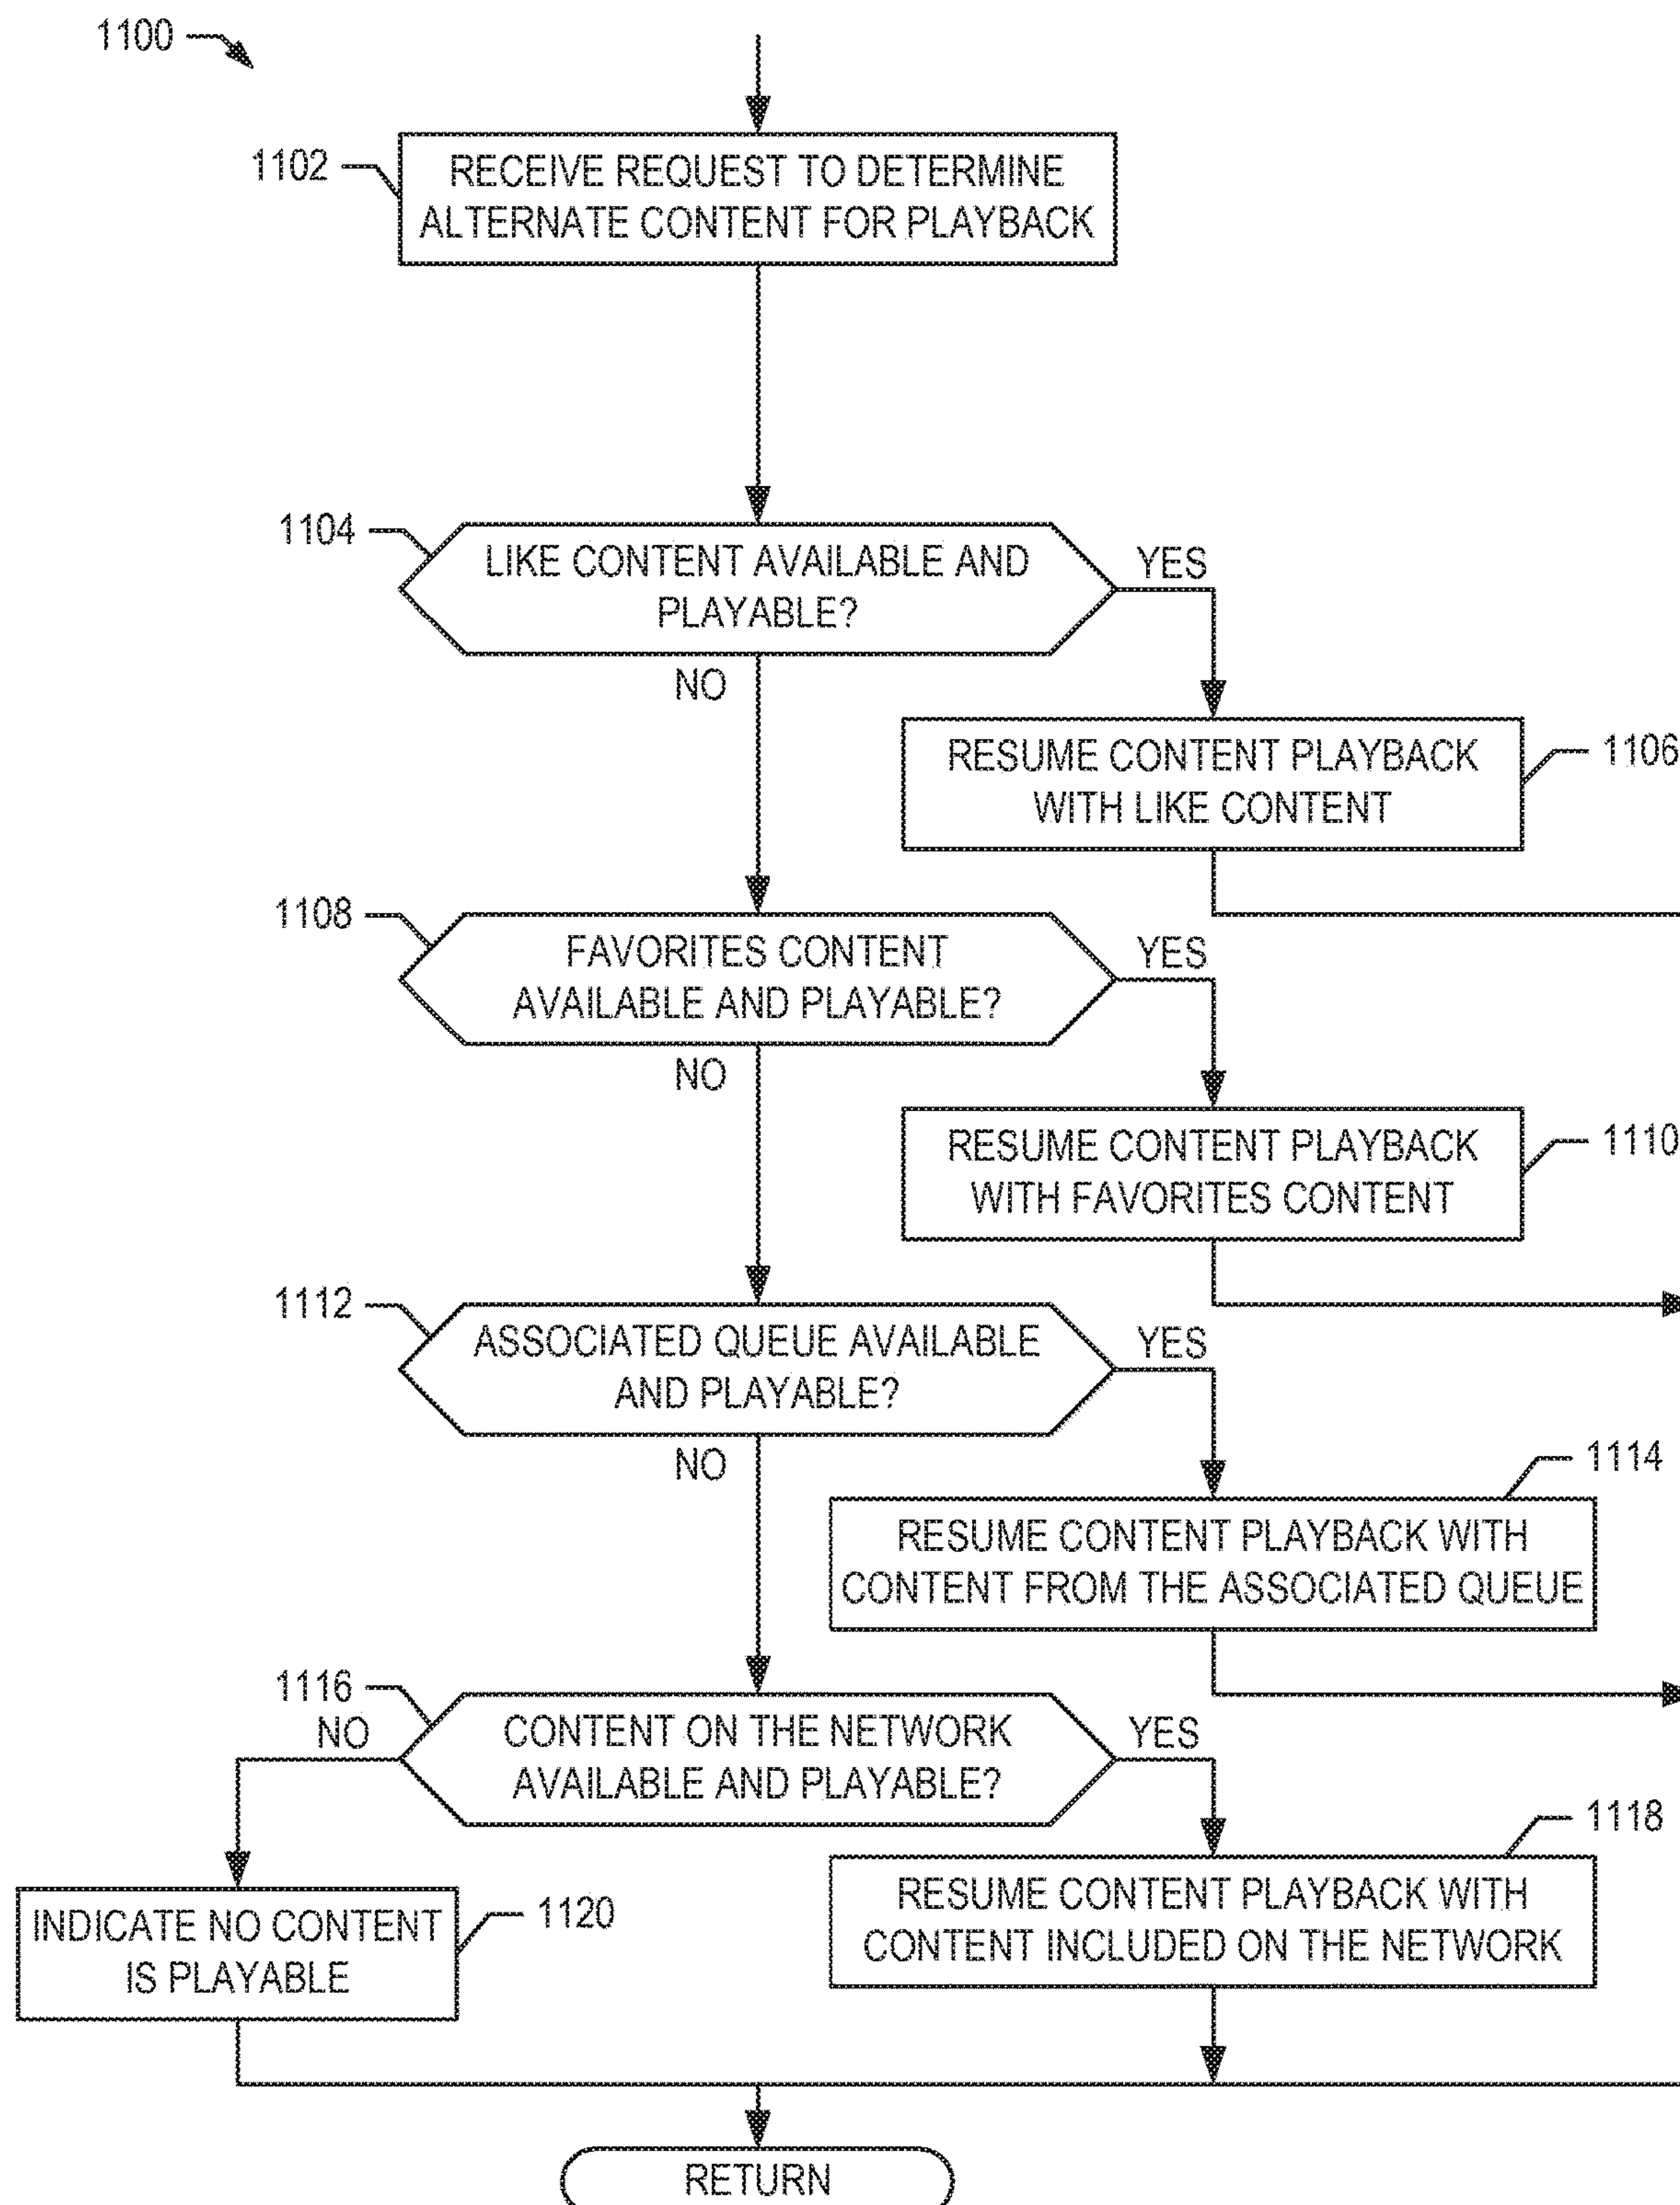 1100
1102
RECEIVE REQUEST TO DETERMINE
ALTERNATE CONTENT FOR PLAYBACK
1104
LIKE CONTENT AVAILABLE AND
PLAYABLE?
YES
NO
RESUME CONTENT PLAYBACK
WITH LIKE CONTENT
1106
1108
FAVORITES CONTENT
AVAILABLE AND PLAYABLE?
YES
NO
RESUME CONTENT PLAYBACK
WITH FAVORITES CONTENT
1110
1112
ASSOCIATED QUEUE AVAILABLE
AND PLAYABLE?
YES
NO
1114
RESUME CONTENT PLAYBACK WITH
CONTENT FROM THE ASSOCIATED QUEUE
1116
NO
CONTENT ON THE NETWORK
AVAILABLE AND PLAYABLE?
YES
1118
RESUME CONTENT PLAYBACK WITH
CONTENT INCLUDED ON THE NETWORK
INDICATE NO CONTENT
IS PLAYABLE
1120
RETURN